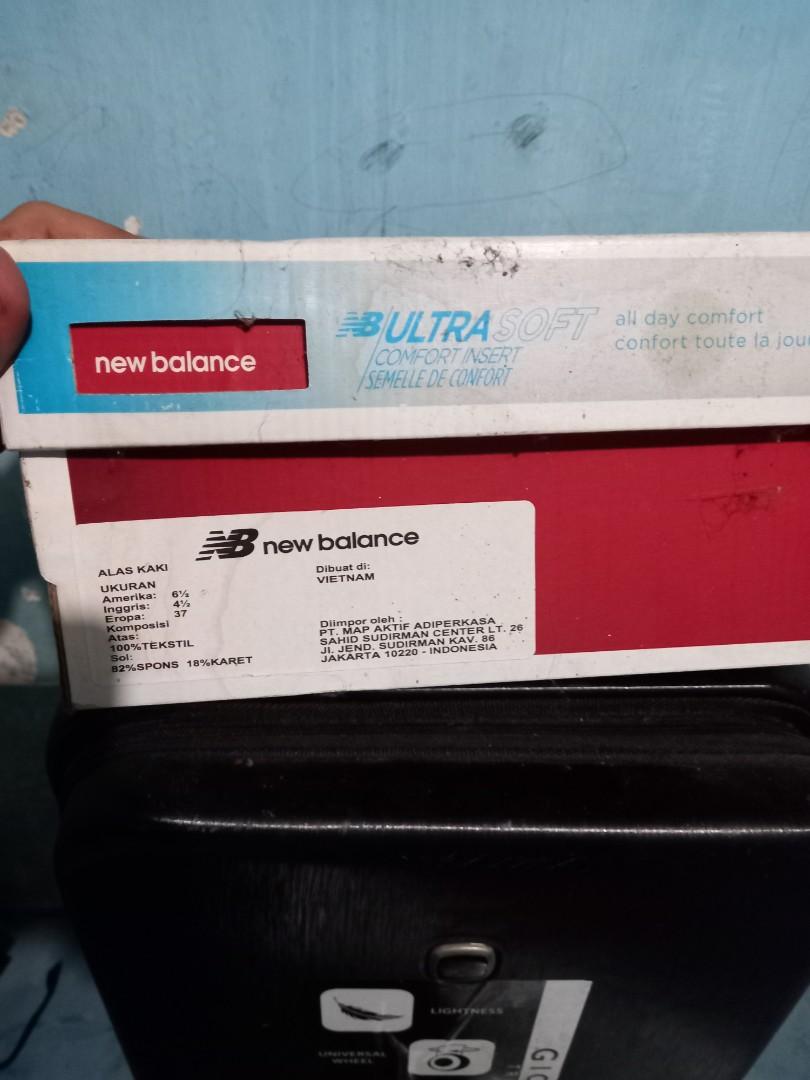 new balance
NB ULTRA SOFT
COMFORT INSERT
SEMELLE DE CONFORT
all day comfort
confort toute la jou
NB new balance
ALAS KAKI
UKURAN
Amerika: 6½
Inggris: 4½
Eropa: 37
Komposisi
Atas:
100%TEKSTIL
Sol:
82%SPONS 18%KARET
Dibuat di:
VIETNAM
Diimpor oleh :
PT. MAP AKTIF ADIPERKASA
SAHID SUDIRMAN CENTER LT. 26
Jl. JEND. SUDIRMAN KAV. 86
JAKARTA 10220 - INDONESIA
LIGHTNESS
UNIVERSAL
WHEEL